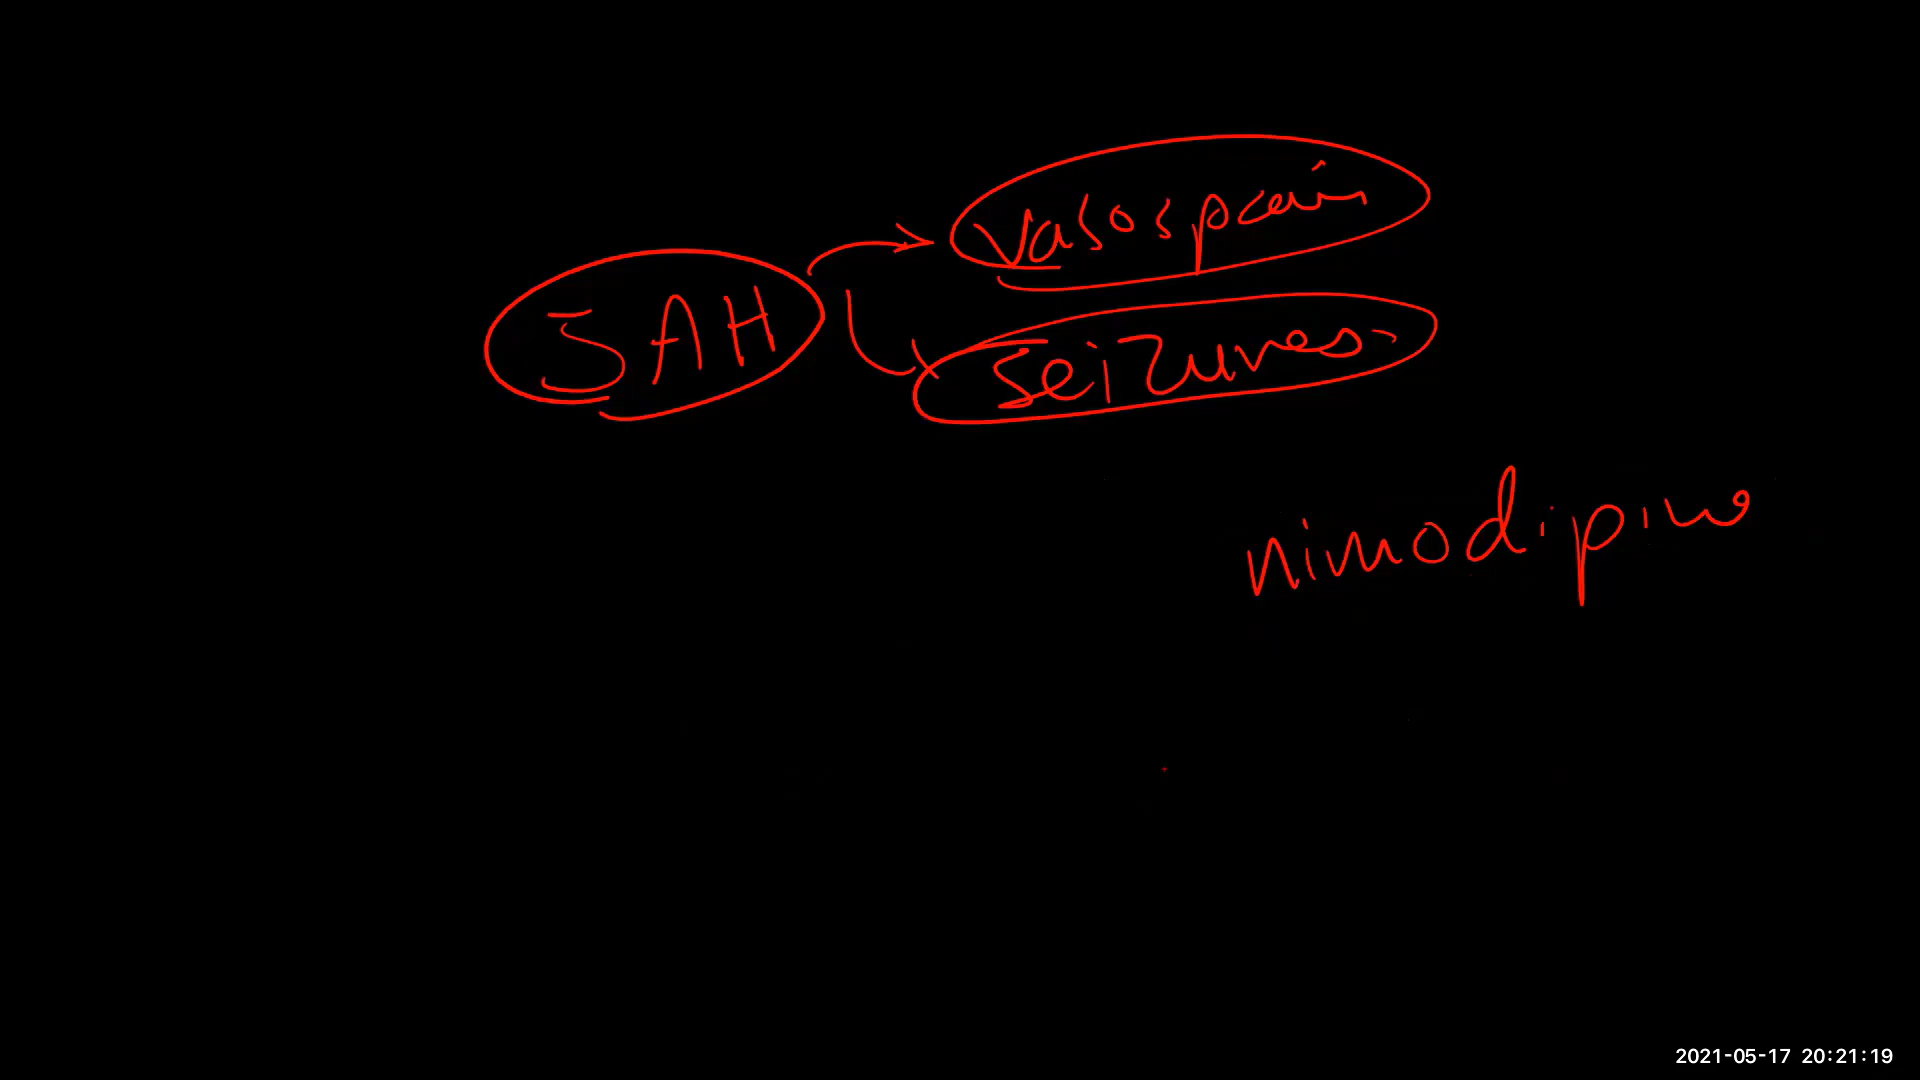 SAH
Vasospasm
Seizures
nimodipine
2021-05-17 20:21:19